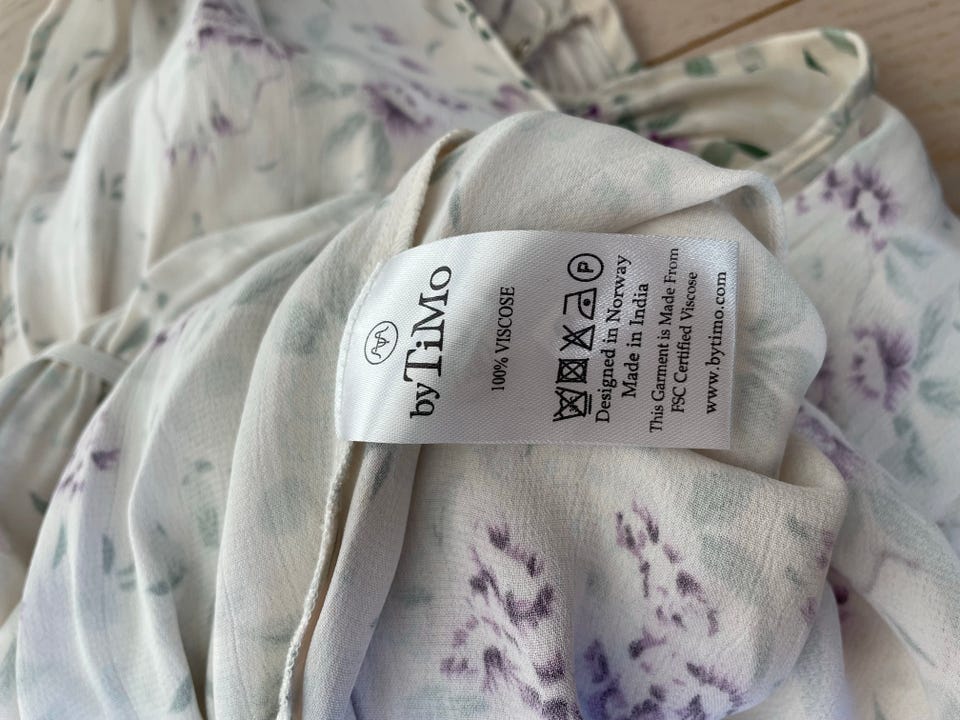 byTiMo
100% VISCOSE
P
Designed in Norway
Made in India
This Garment is Made From
FSC Certified Viscose
www.bytimo.com